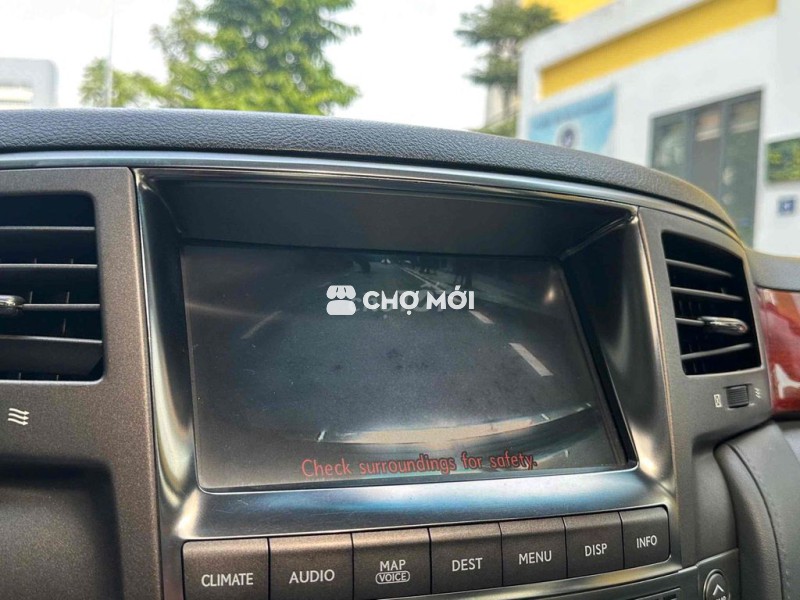 CHỢ MỚI
Check surroundings for safety.
CLIMATE
AUDIO
MAP
VOICE
DEST
MENU
DISP
INFO